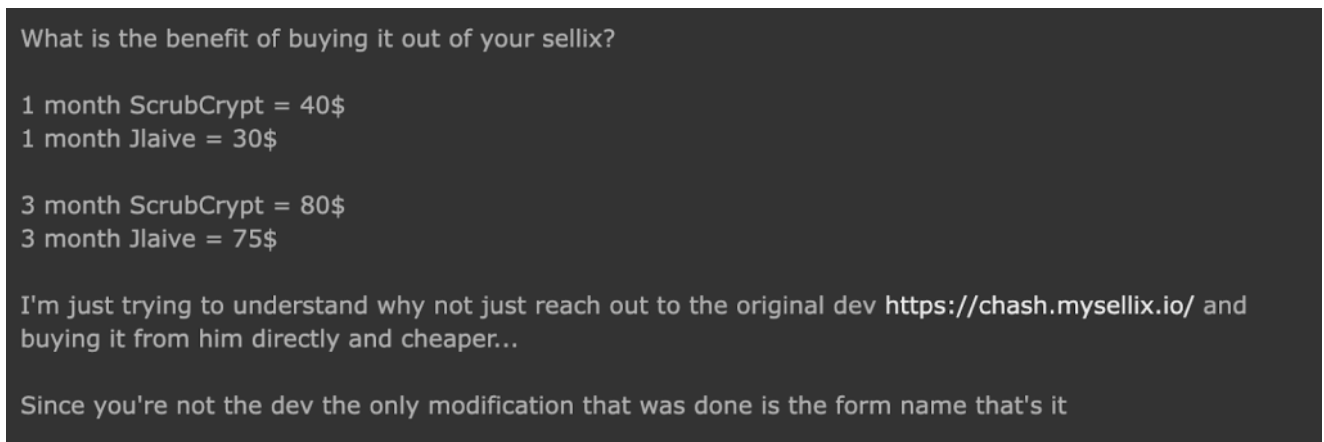 What is the benefit of buying it out of your sellix?
1 month ScrubCrypt = 40$
1 month Jlaive = 30$
3 month ScrubCrypt = 80$
3 month Jlaive = 75$
I'm just trying to understand why not just reach out to the original dev https://chash.mysellix.io/ and
buying it from him directly and cheaper...
Since you're not the dev the only modification that was done is the form name that's it